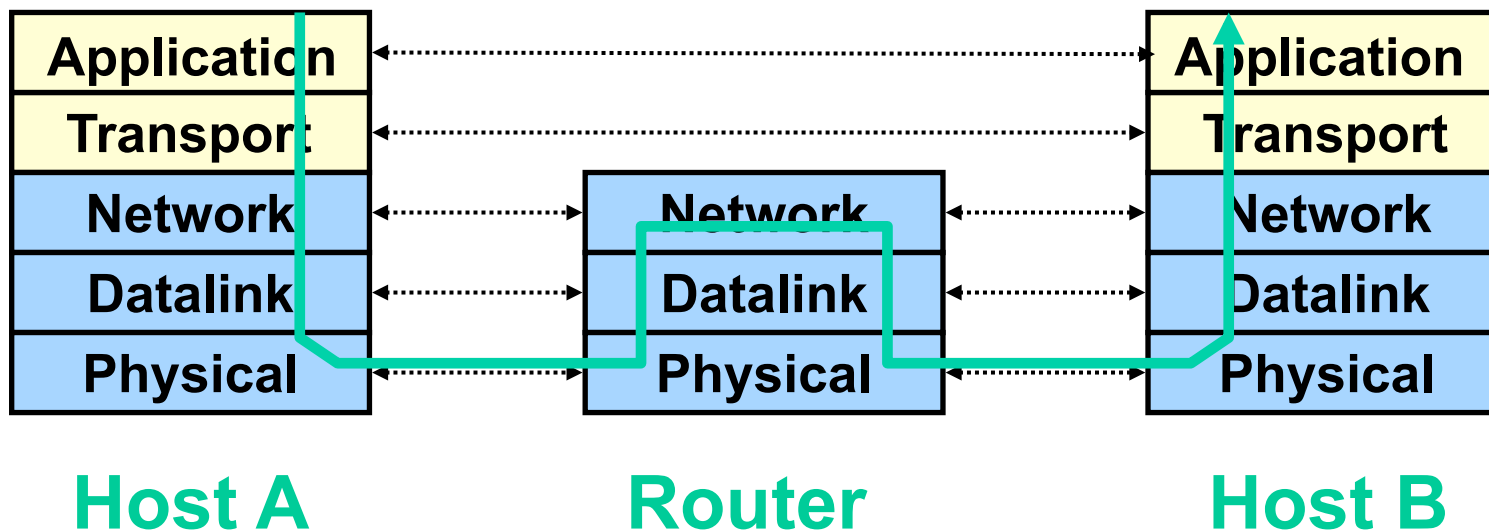 Application
Transport
Network
Datalink
Physical
Host A
Network
Datalink
Physical
Router
Application
Transport
Network
Datalink
Physical
Host B